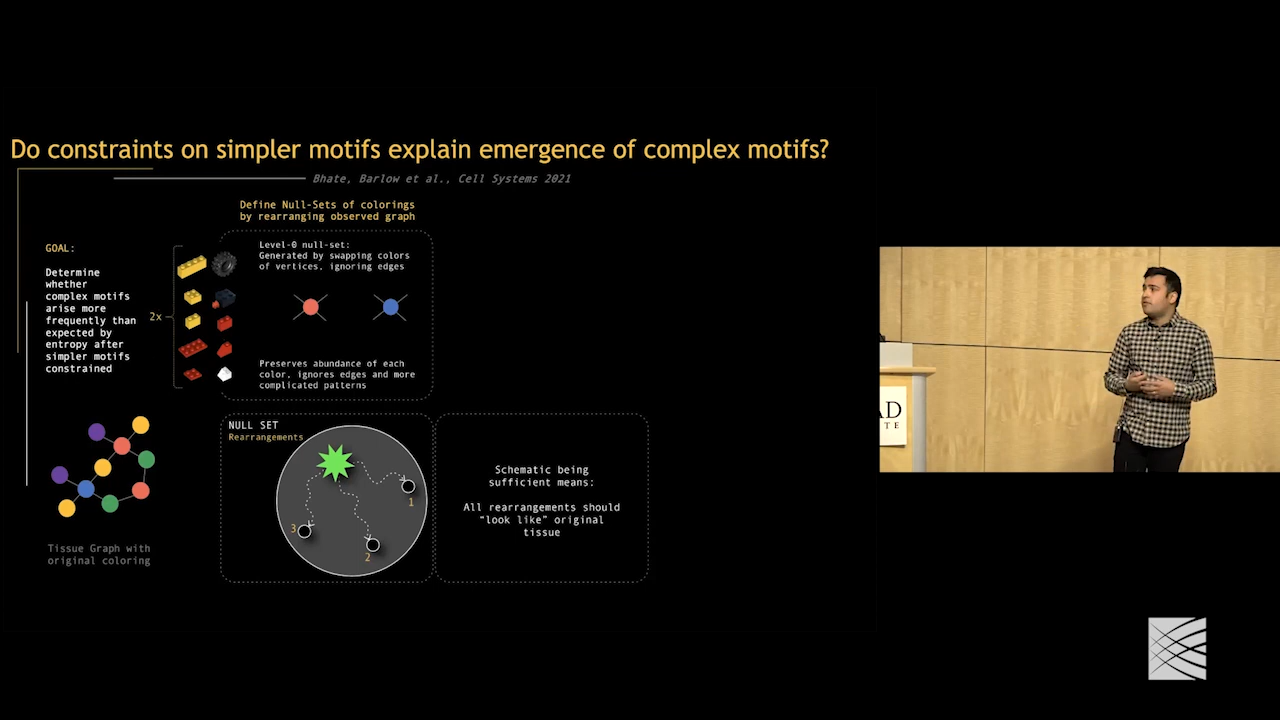 Do constraints on simpler motifs explain emergence of complex motifs?
Bhate, Barlow et al., Cell Systems 2021
Define Null-Sets of colorings
by rearranging observed graph
GOAL:
Determine
whether
complex motifs
arise more
frequently than
expected by
entropy after
simpler motifs
constrained
2x
Level-0 null-set:
Generated by swapping colors
of vertices, ignoring edges
Preserves abundance of each
color, ignores edges and more
complicated patterns
Tissue Graph with
original coloring
NULL SET
Rearrangements
1
2
3
Schematic being
sufficient means:
All rearrangements should
"look like" original
tissue
AD
TE